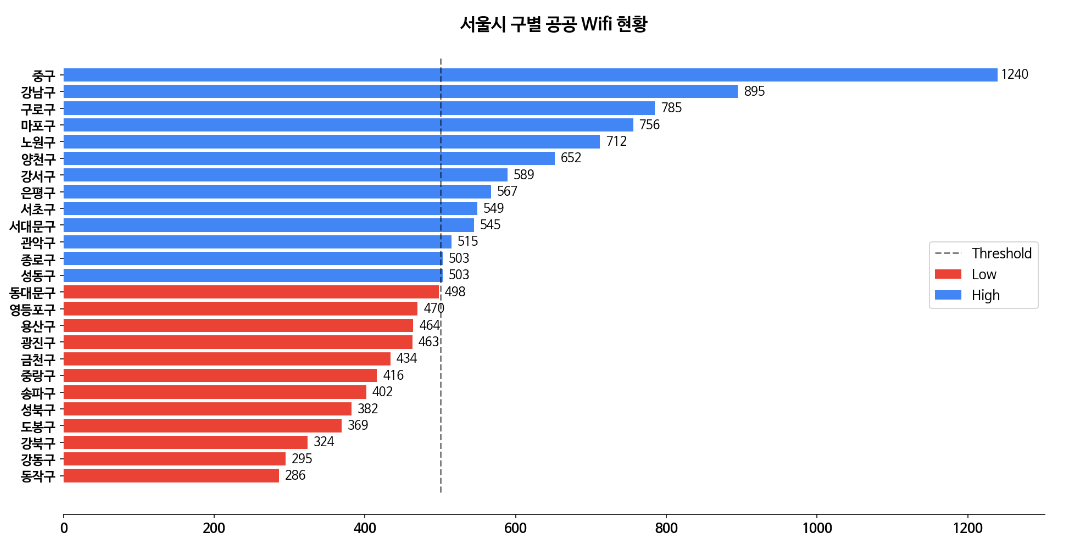 서울시 구별 공공 Wifi 현황
중구 1240
강남구 895
구로구 785
마포구 756
노원구 712
양천구 652
강서구 589
은평구 567
서초구 549
서대문구 545
관악구 515
종로구 503
성동구 503
동대문구 498
영등포구 470
용산구 464
광진구 463
금천구 434
중랑구 416
송파구 402
성북구 382
도봉구 369
강북구 324
강동구 295
동작구 286
Threshold
Low
High
0 200 400 600 800 1000 1200